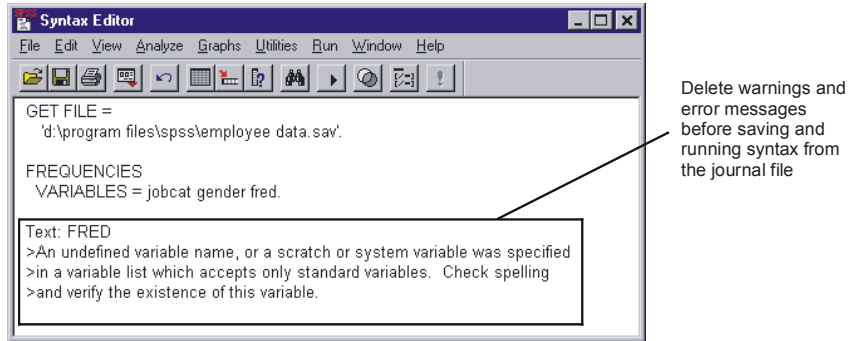 Syntax Editor
File Edit View Analyze Graphs Utilities Run Window Help
GET FILE =
'd:\program files\spss\employee data.sav'.
FREQUENCIES
VARIABLES = jobcat gender fred.
Text: FRED
>An undefined variable name, or a scratch or system variable was specified
>in a variable list which accepts only standard variables.  Check spelling
>and verify the existence of this variable.
Delete warnings and
error messages
before saving and
running syntax from
the journal file